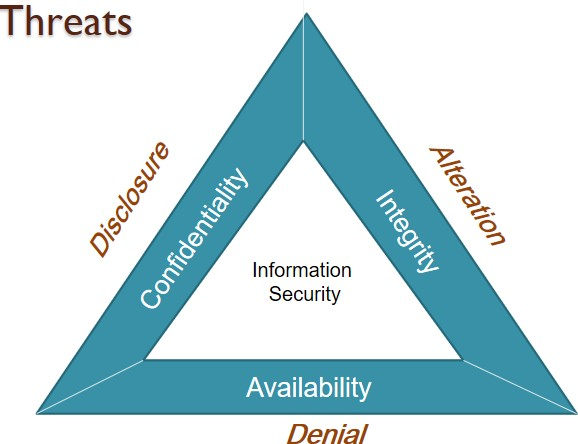 Threats
Disclosure
Confidentiality
Alteration
Integrity
Information
Security
Availability
Denial